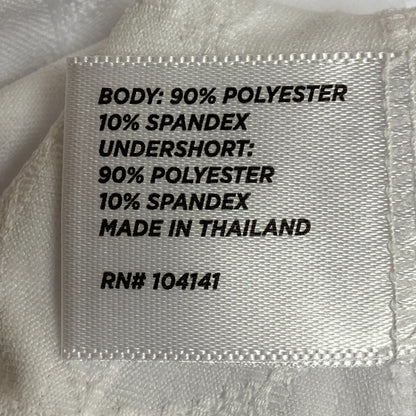 BODY: 90% POLYESTER
10% SPANDEX
UNDERSHORT:
90% POLYESTER
10% SPANDEX
MADE IN THAILAND
RN# 104141